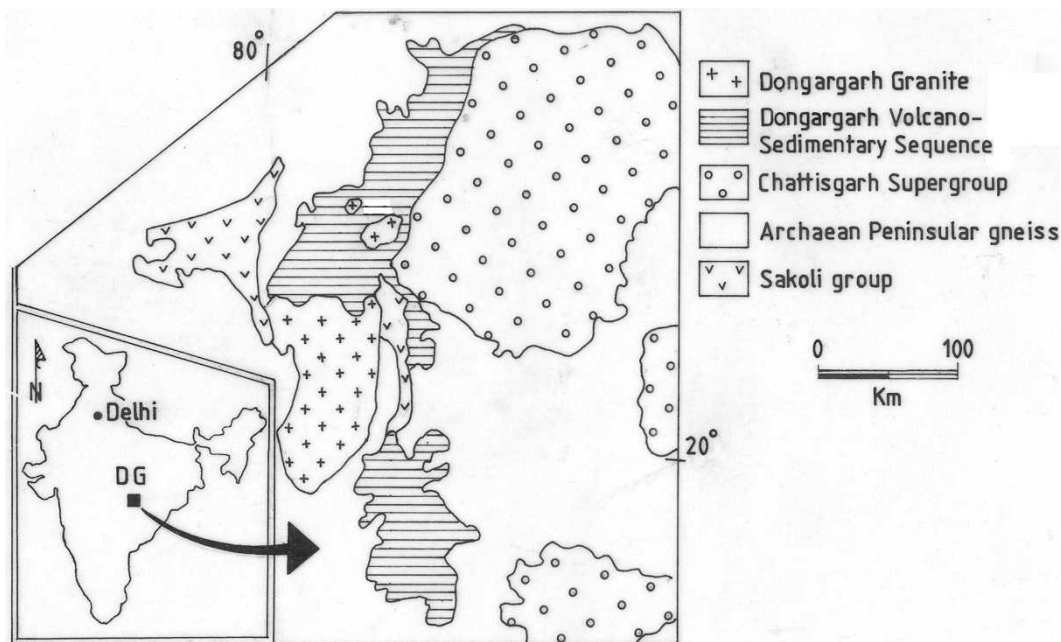 80°
Dongargarh Granite
Dongargarh Volcano-
Sedimentary Sequence
Chattisgarh Supergroup
Archaean Peninsular gneiss
Sakoli group
0 100
Km
N
Delhi
DG
20°